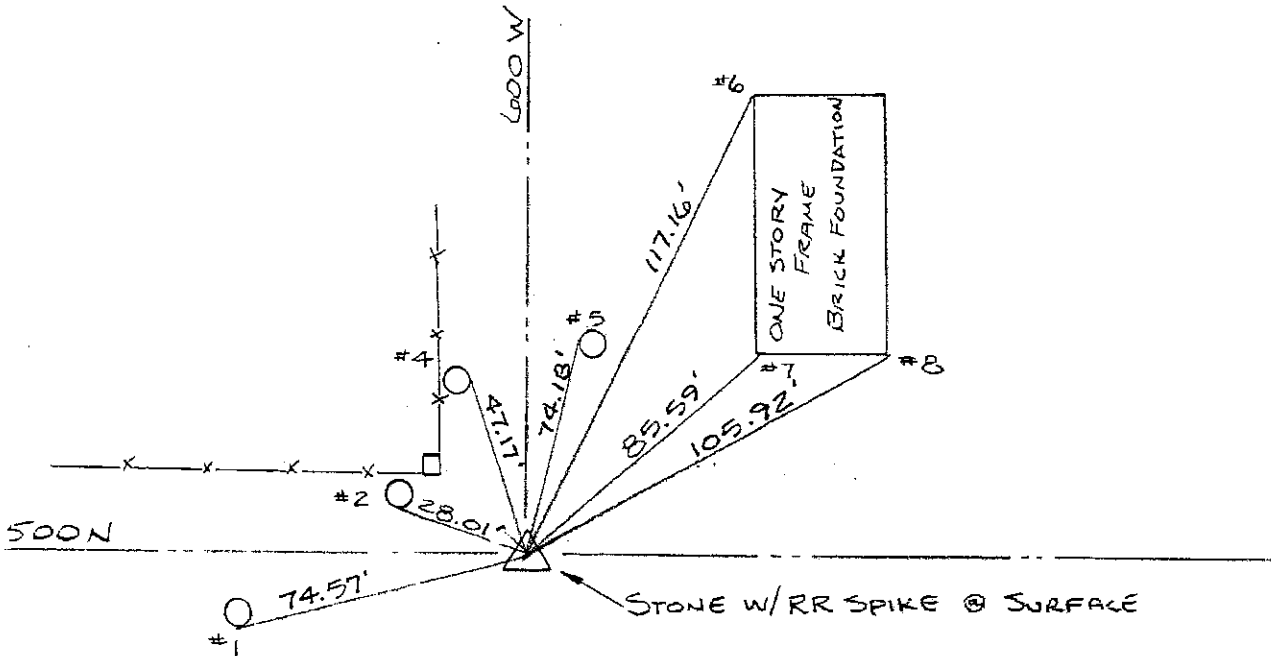 600 W
#6
ONE STORY
FRAME
BRICK FOUNDATION
117.16'
#5
#4
74.18'
47.17'
#7
#8
85.59'
105.92'
#2
28.01'
500N
74.57'
#1
STONE W/RR SPIKE @ SURFACE